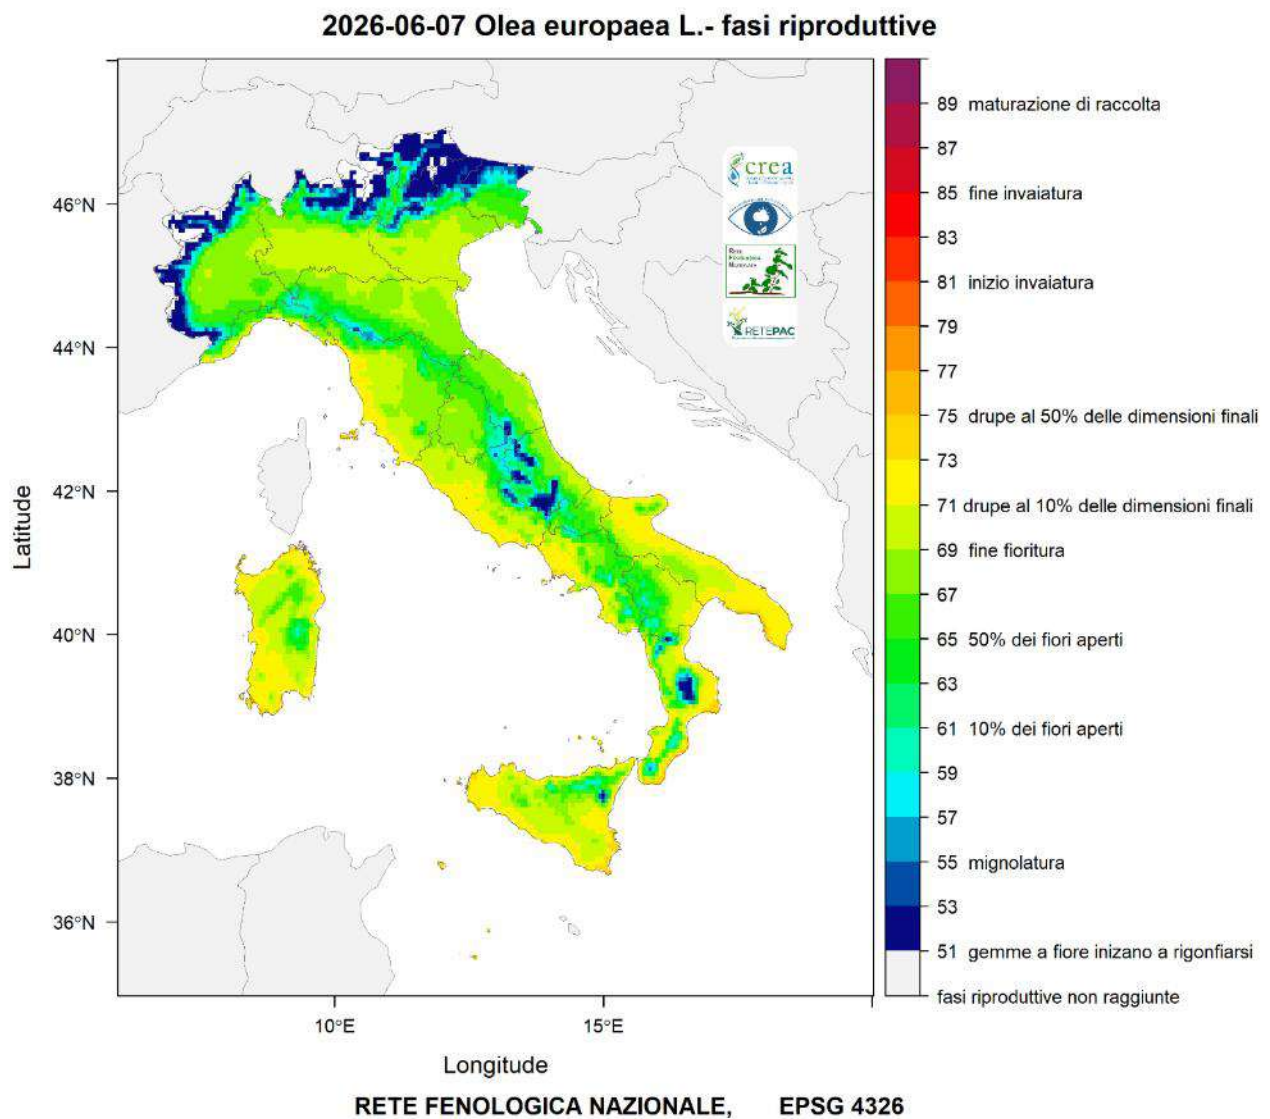 2026-06-07 Olea europaea L.- fasi riproduttive
89 maturazione di raccolta
87
85 fine invaiatura
83
81 inizio invaiatura
79
77
75 drupe al 50% delle dimensioni finali
73
71 drupe al 10% delle dimensioni finali
69 fine fioritura
67
65 50% dei fiori aperti
63
61 10% dei fiori aperti
59
57
55 mignolatura
53
51 gemme a fiore inizano a rigonfiarsi
fasi riproduttive non raggiunte
crea
RETE
FENOLOGICA
NAZIONALE
RETEPAC
46°N
44°N
42°N
40°N
38°N
36°N
Latitude
10°E
15°E
Longitude
RETE FENOLOGICA NAZIONALE, EPSG 4326